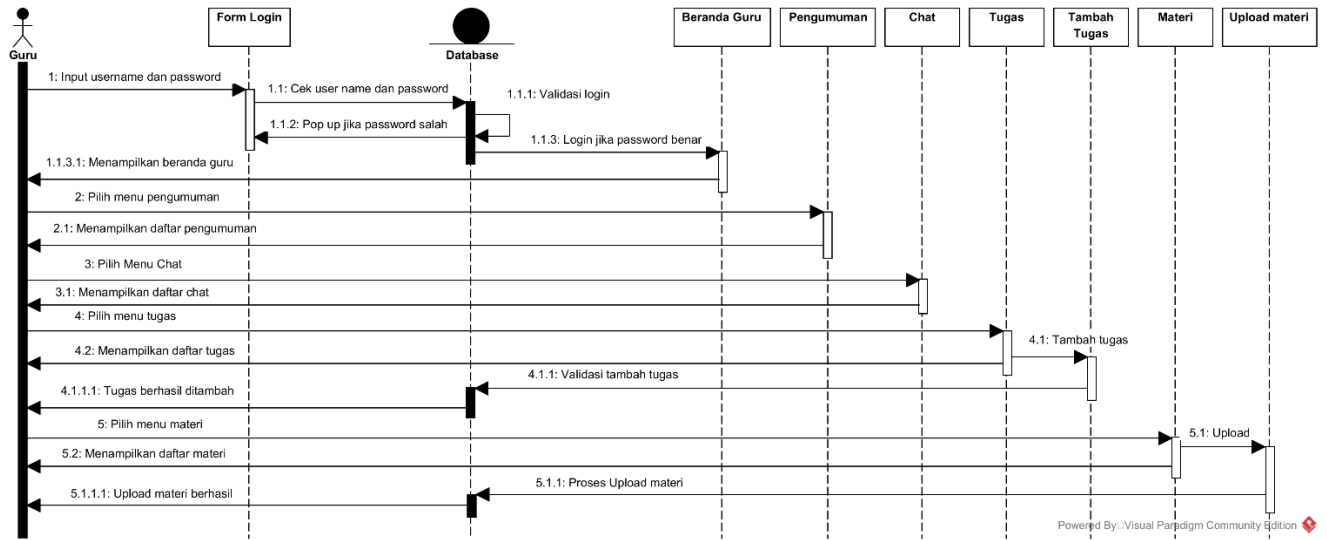 Form Login
Beranda Guru
Pengumuman
Chat
Tugas
Tambah
Tugas
Materi
Upload materi
Guru
Database
1: Input username dan password
1.1: Cek user name dan password
1.1.1: Validasi login
1.1.2: Pop up jika password salah
1.1.3: Login jika password benar
1.1.3.1: Menampilkan beranda guru
2: Pilih menu pengumuman
2.1: Menampilkan daftar pengumuman
3: Pilih Menu Chat
3.1: Menampilkan daftar chat
4: Pilih menu tugas
4.1: Tambah tugas
4.2: Menampilkan daftar tugas
4.1.1: Validasi tambah tugas
4.1.1.1: Tugas berhasil ditambah
5: Pilih menu materi
5.1: Upload
5.2: Menampilkan daftar materi
5.1.1: Proses Upload materi
5.1.1.1: Upload materi berhasil
Powered By□Visual Paradigm Community Edition